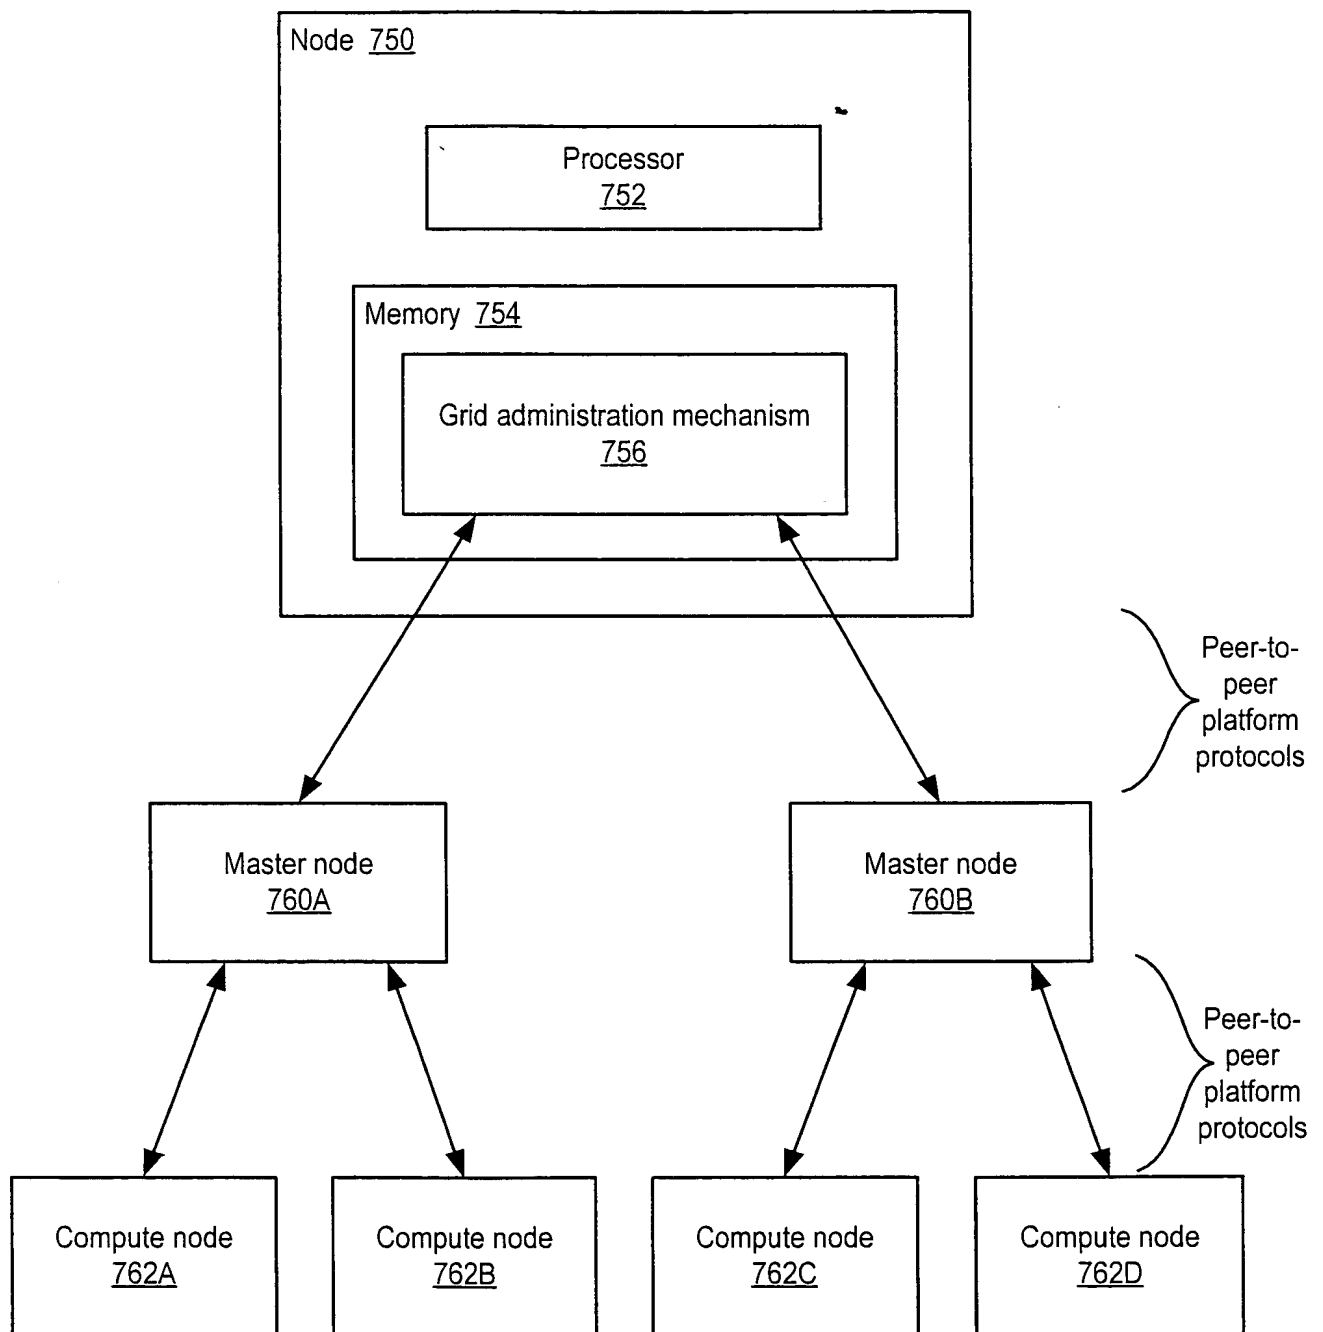 Node 750
Processor
752
Memory 754
Grid administration mechanism
756
Peer-to-
peer
platform
protocols
Master node
760A
Master node
760B
Peer-to-
peer
platform
protocols
Compute node
762A
Compute node
762B
Compute node
762C
Compute node
762D